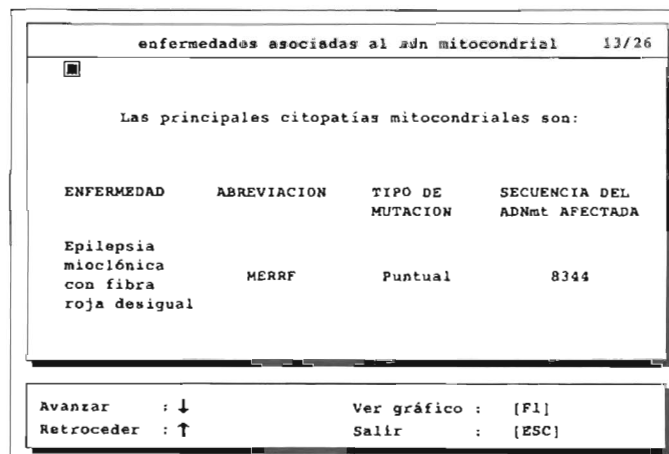 enfermedados asociadas al adn mitocondrial 13/26
Las principales citopatías mitocondriales son:
ENFERMEDAD ABREVIACION TIPO DE MUTACION SECUENCIA DEL ADNmt AFECTADA
Epilepsia
mioclónica
con fibra
roja desigual
MERRF Puntual 8344
Avanzar : ↓ Ver gráfico : [F1]
Retroceder : ↑ Salir : [ESC]